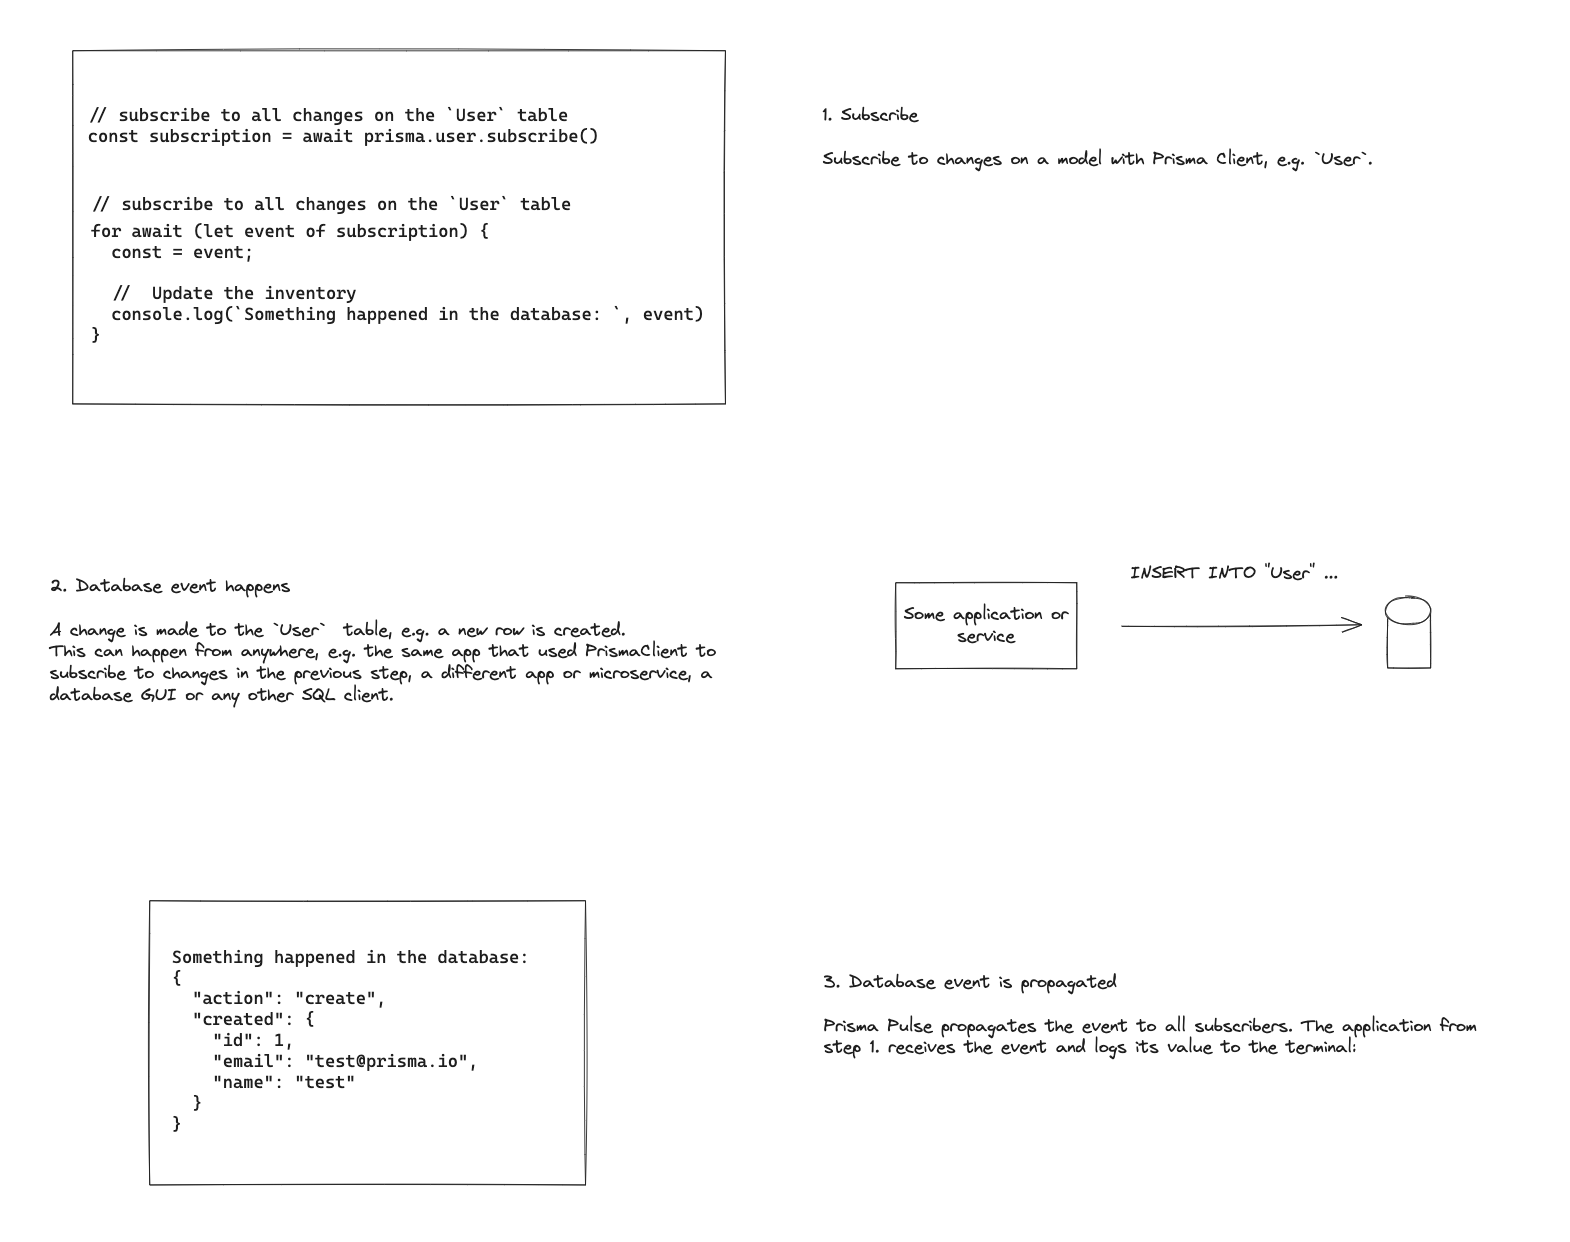 // subscribe to all changes on the `User` table
const subscription = await prisma.user.subscribe()
// subscribe to all changes on the `User` table
for await (let event of subscription) {
  const = event;
  //  Update the inventory
  console.log(`Something happened in the database: `, event)
}
1. Subscribe
Subscribe to changes on a model with Prisma Client, e.g. `User`.
2. Database event happens
A change is made to the `User`  table, e.g. a new row is created.
This can happen from anywhere, e.g. the same app that used PrismaClient to
subscribe to changes in the previous step, a different app or microservice, a
database GUI or any other SQL client.
Some application or
service
INSERT INTO "User" ...
Something happened in the database:
{
  "action": "create",
  "created": {
    "id": 1,
    "email": "test@prisma.io",
    "name": "test"
  }
}
3. Database event is propagated
Prisma Pulse propagates the event to all subscribers. The application from
step 1. receives the event and logs its value to the terminal: